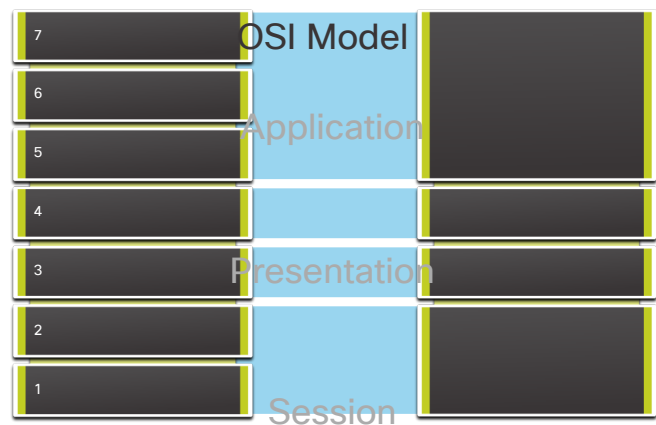 7
OSI Model
6
Application
5
4
3
Presentation
2
1
Session